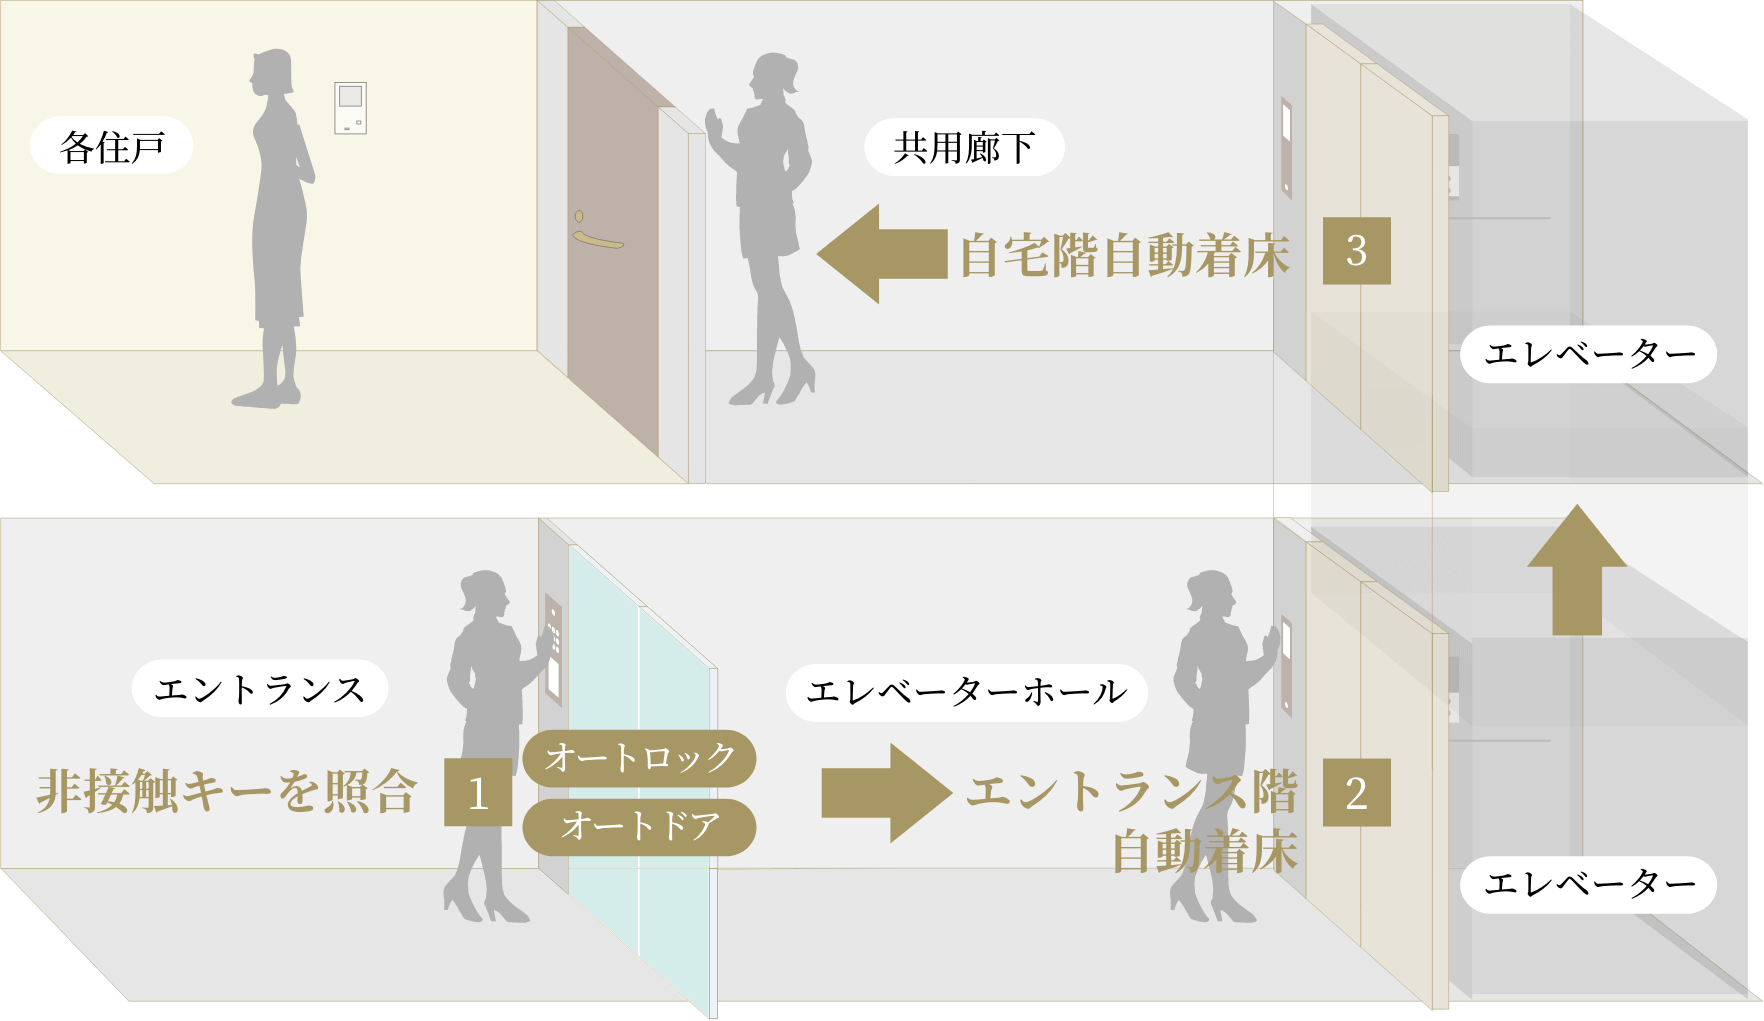 各住戸
共用廊下
自宅階自動着床
3
エレベーター
エントランス
非接触キーを照合
1
オートロック
オートドア
エレベーターホール
エントランス階
自動着床
2
エレベーター